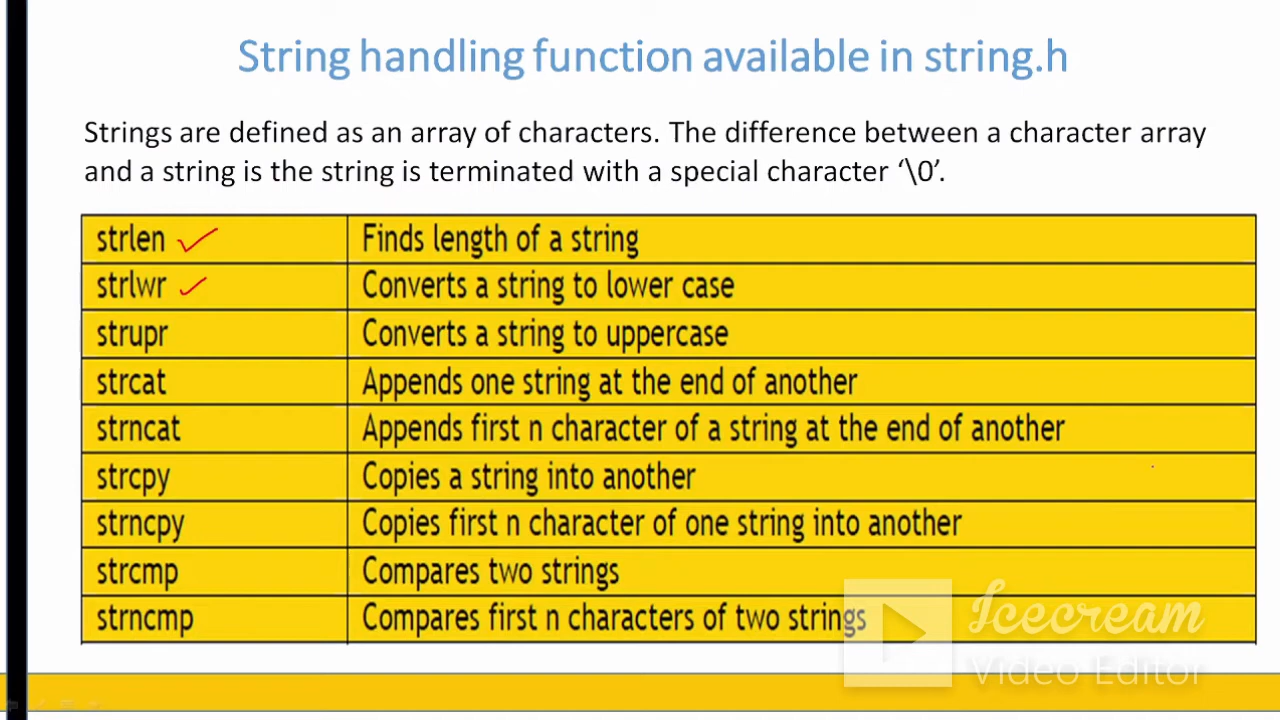 String handling function available in string.h
Strings are defined as an array of characters. The difference between a character array
and a string is the string is terminated with a special character ‘\0’.
strlen Finds length of a string
strlwr Converts a string to lower case
strupr Converts a string to uppercase
strcat Appends one string at the end of another
strncat Appends first n character of a string at the end of another
strcpy Copies a string into another
strncpy Copies first n character of one string into another
strcmp Compares two strings
strncmp Compares first n characters of two strings
Icecream
Video Editor